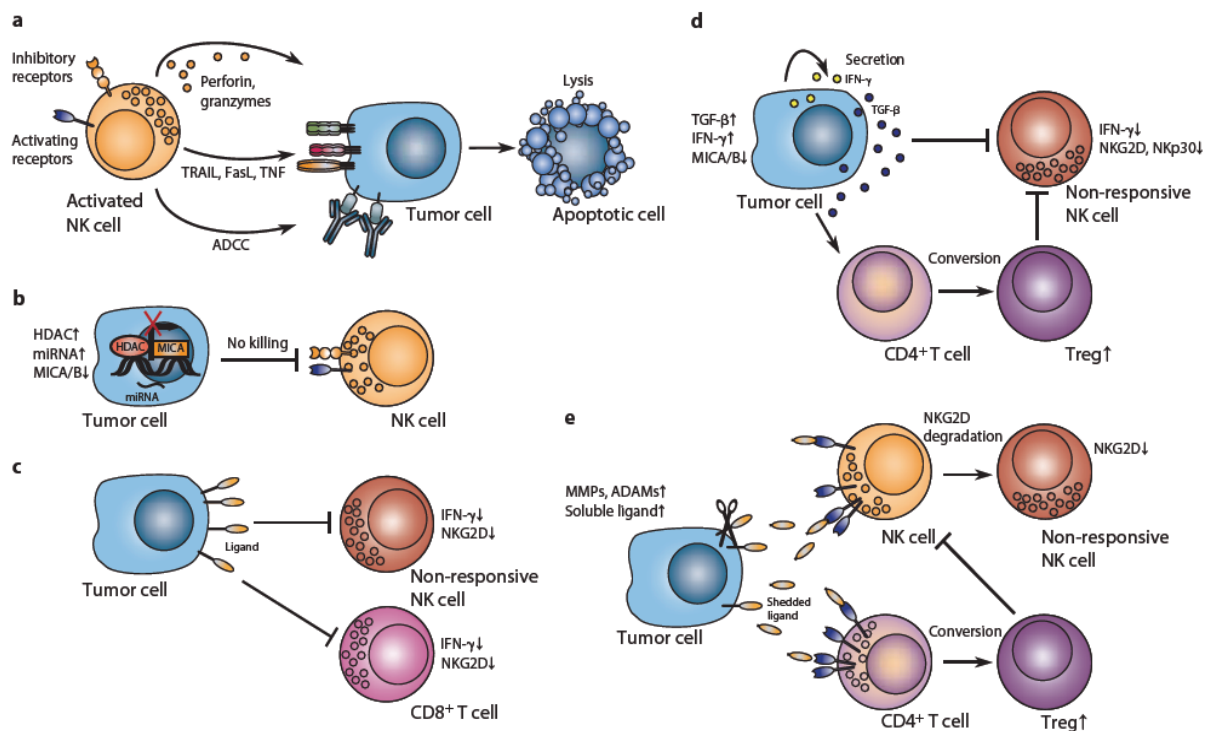 a
Inhibitory
receptors
Activating
receptors
Activated
NK cell
Perforin,
granzymes
TRAIL, FasL, TNF
ADCC
Tumor cell
Lysis
Apoptotic cell
b
HDAC↑
miRNA↑
MICA/B↓
HDAC
MICA
miRNA
Tumor cell
No killing
NK cell
c
Tumor cell
Ligand
IFN-γ↓
NKG2D↓
Non-responsive
NK cell
IFN-γ↓
NKG2D↓
CD8+ T cell
d
Secretion
IFN-γ
TGF-β
TGF-β↑
IFN-γ↑
MICA/B↓
Tumor cell
IFN-γ↓
NKG2D, NKp30↓
Non-responsive
NK cell
Conversion
CD4+ T cell
Treg↑
e
MMPs, ADAMs↑
Soluble ligand↑
Tumor cell
Shedded
ligand
NKG2D
degradation
NK cell
NKG2D↓
Non-responsive
NK cell
Conversion
CD4+ T cell
Treg↑